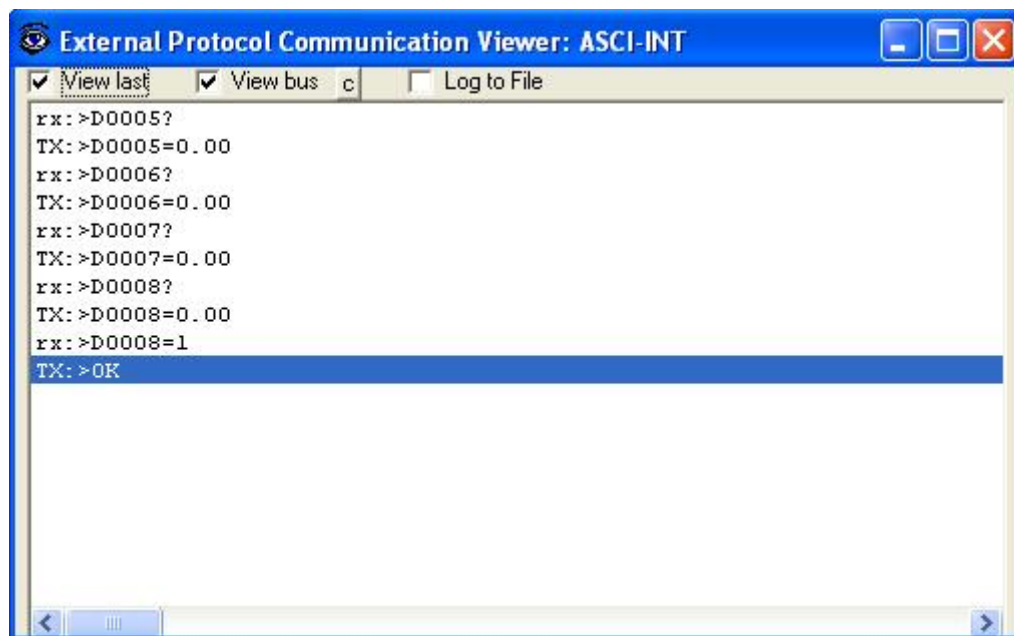 External Protocol Communication Viewer: ASCI-INT
View last View bus c Log to File
rx:>D0005?
TX:>D0005=0.00
rx:>D0006?
TX:>D0006=0.00
rx:>D0007?
TX:>D0007=0.00
rx:>D0008?
TX:>D0008=0.00
rx:>D0008=1
TX:>OK